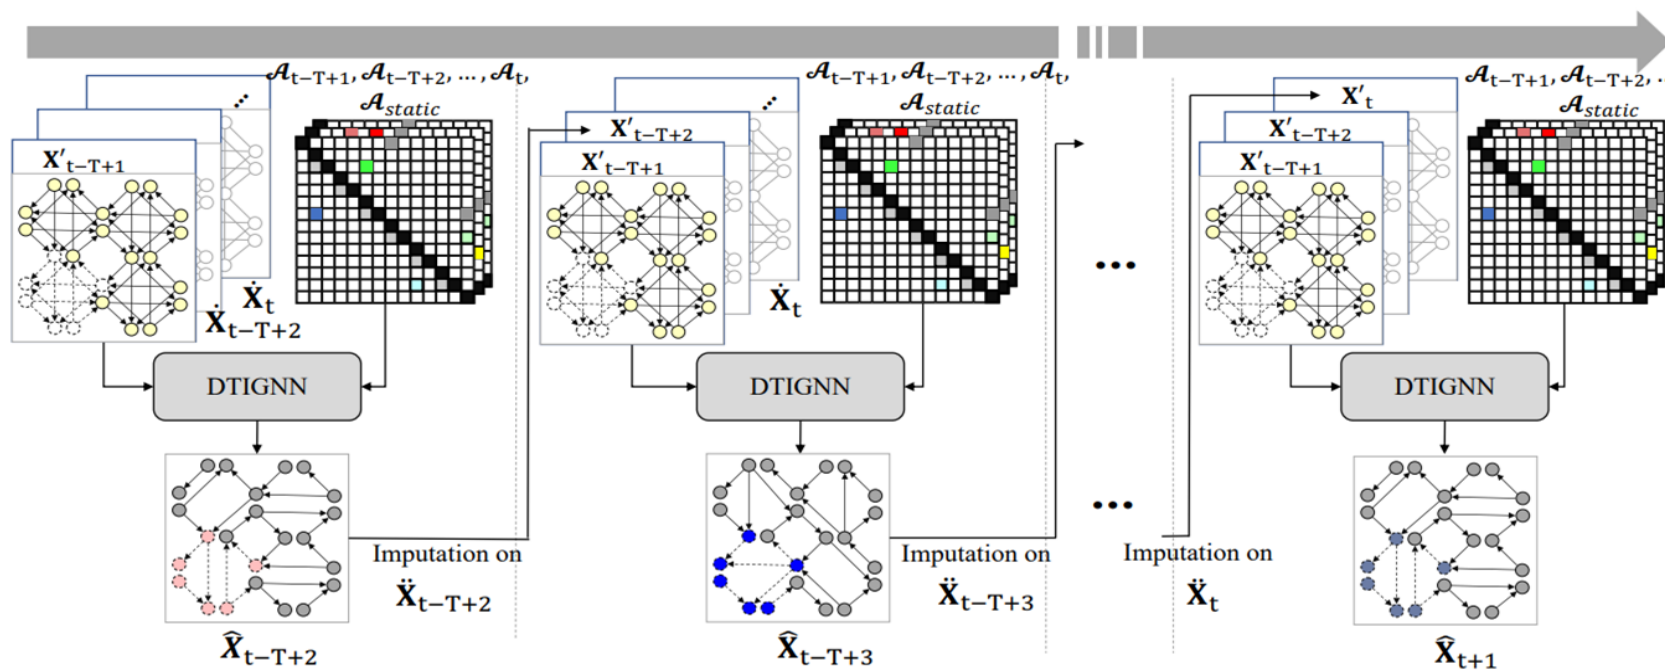 𝓐t−T+1, 𝓐t−T+2, ..., 𝓐t,
𝓐static
X′t−T+1
Ẋt
Ẋt−T+2
DTIGNN
X̂t−T+2
Imputation on
Ẍt−T+2
𝓐t−T+1, 𝓐t−T+2, ..., 𝓐t,
𝓐static
X′t−T+2
X′t−T+1
Ẋt
DTIGNN
X̂t−T+3
Imputation on
Ẍt−T+3
...
...
Imputation on
Ẍt
𝓐t−T+1, 𝓐t−T+2, ..
𝓐static
X′t
X′t−T+2
X′t−T+1
DTIGNN
X̂t+1